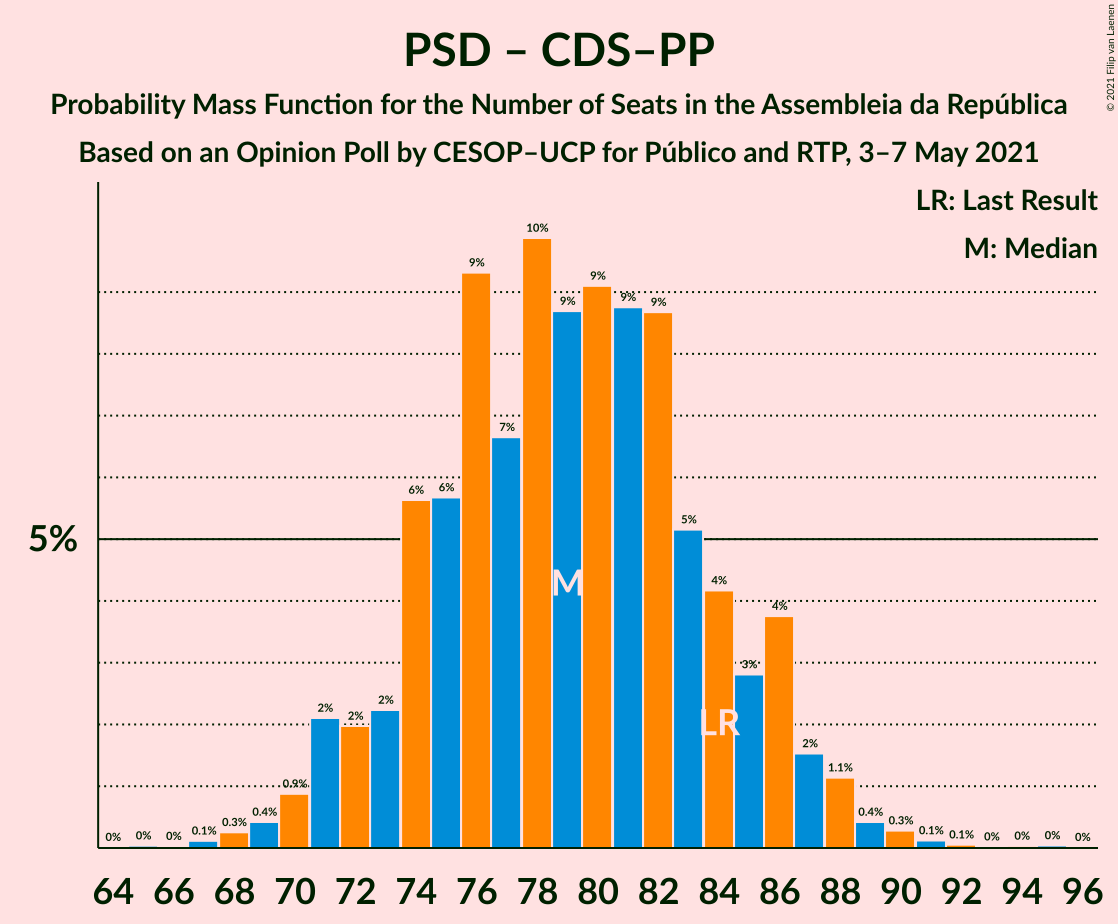 PSD – CDS–PP
Probability Mass Function for the Number of Seats in the Assembleia da República
Based on an Opinion Poll by CESOP–UCP for Público and RTP, 3–7 May 2021
© 2021 Filip van Laenen
LR: Last Result
M: Median
5%
0% 0% 0% 0.1% 0.3% 0.4% 0.9% 2% 2% 2% 6% 6% 9% 7% 10% 9% 9% 9% 9% 5% 4% 3% 4% 2% 1.1% 0.4% 0.3% 0.1% 0.1% 0% 0% 0% 0%
M
LR
64 66 68 70 72 74 76 78 80 82 84 86 88 90 92 94 96